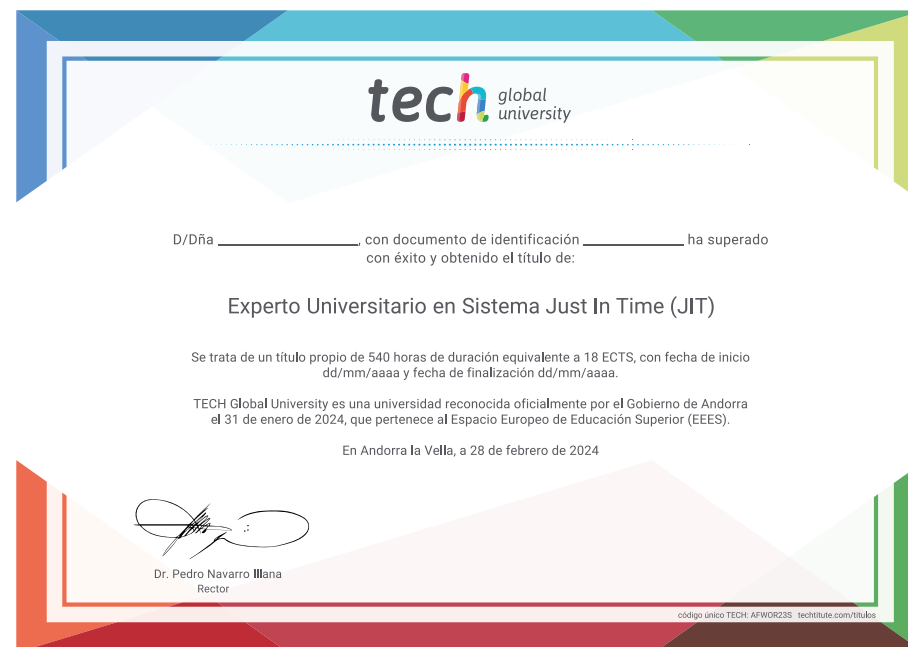 tech global university
D/Dña ______________, con documento de identificación __________ ha superado
con éxito y obtenido el título de:
Experto Universitario en Sistema Just In Time (JIT)
Se trata de un título propio de 540 horas de duración equivalente a 18 ECTS, con fecha de inicio
dd/mm/aaaa y fecha de finalización dd/mm/aaaa.
TECH Global University es una universidad reconocida oficialmente por el Gobierno de Andorra
el 31 de enero de 2024, que pertenece al Espacio Europeo de Educación Superior (EEES).
En Andorra la Vella, a 28 de febrero de 2024
Dr. Pedro Navarro Illana
Rector
código único TECH: AFWOR23S techtitute.com/titulos